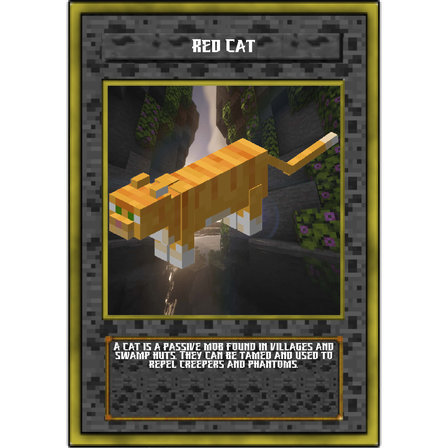 Red Cat
A cat is a passive mob found in villages and
swamp huts. They can be tamed and used to
repel creepers and phantoms.